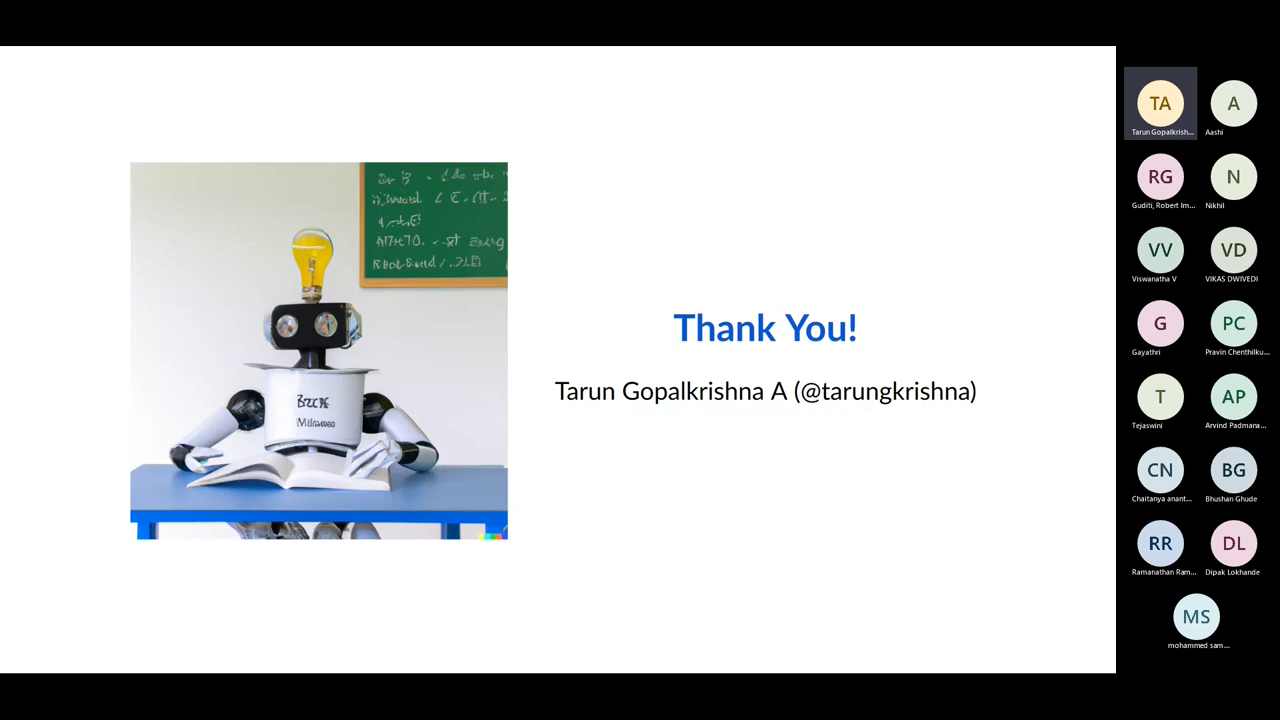 Thank You!
Tarun Gopalkrishna A (@tarungkrishna)
TA
Tarun Gopalkrish...
A
Aashi
RG
Guditi, Robert Im...
N
Nikhil
VV
Viswanatha V
VD
VIKAS DWIVEDI
G
Gayathri
PC
Pravin Chenthilku...
T
Tejaswini
AP
Arvind Padmana...
CN
Chaitanya anant...
BG
Bhushan Ghude
RR
Ramanathan Ram...
DL
Dipak Lokhande
MS
mohammed sam...